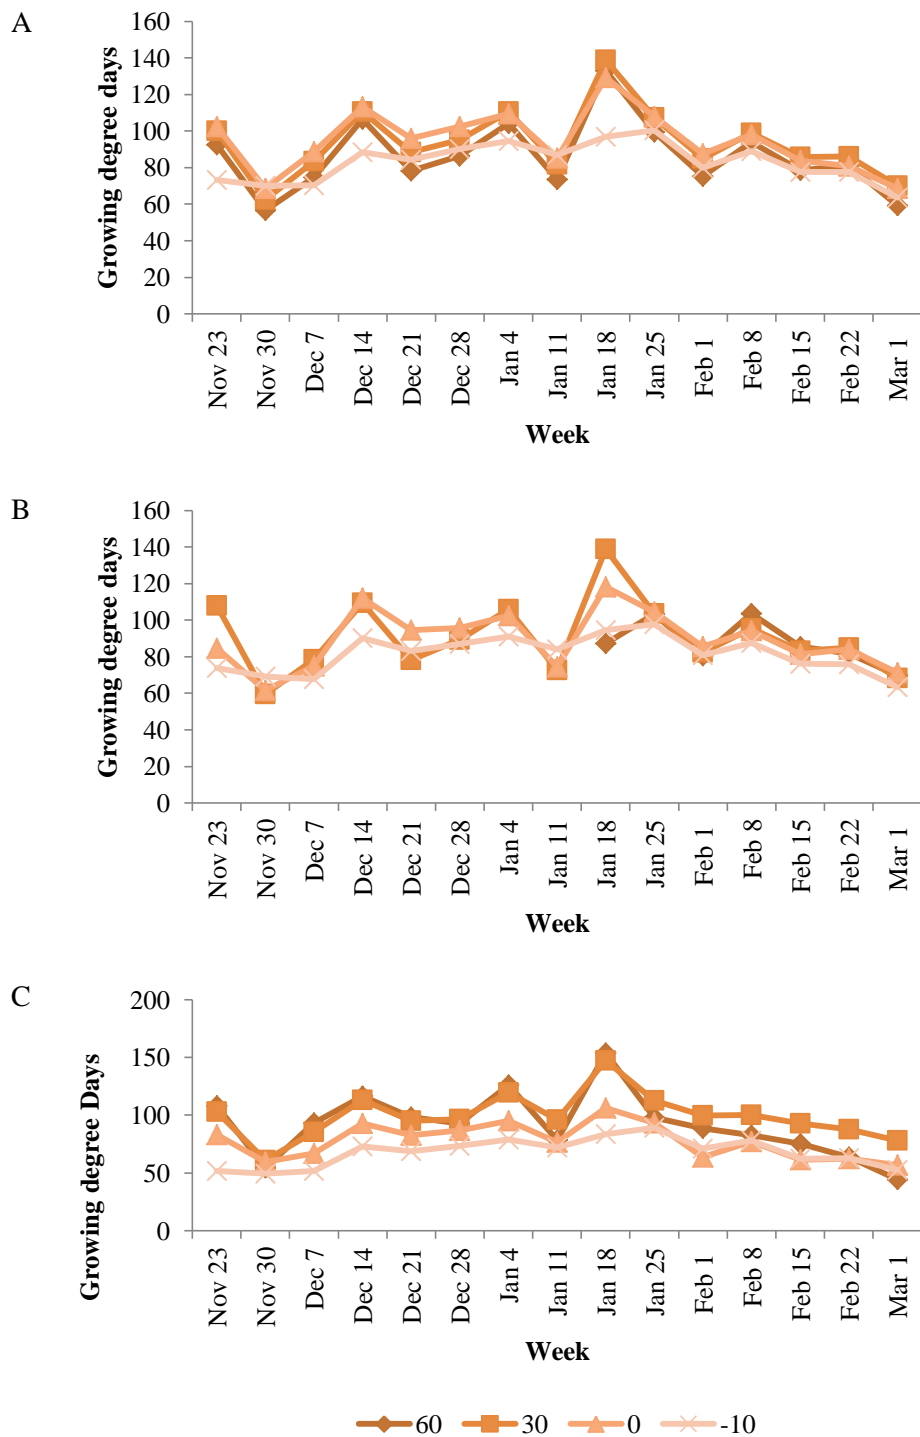 A
160
140
120
100
80
60
40
20
0
Growing degree days
Nov 23
Nov 30
Dec 7
Dec 14
Dec 21
Dec 28
Jan 4
Jan 11
Jan 18
Jan 25
Feb 1
Feb 8
Feb 15
Feb 22
Mar 1
Week
B
160
140
120
100
80
60
40
20
0
Growing degree days
Nov 23
Nov 30
Dec 7
Dec 14
Dec 21
Dec 28
Jan 4
Jan 11
Jan 18
Jan 25
Feb 1
Feb 8
Feb 15
Feb 22
Mar 1
Week
C
200
150
100
50
0
Growing degree Days
Nov 23
Nov 30
Dec 7
Dec 14
Dec 21
Dec 28
Jan 4
Jan 11
Jan 18
Jan 25
Feb 1
Feb 8
Feb 15
Feb 22
Mar 1
Week
60 30 0 -10